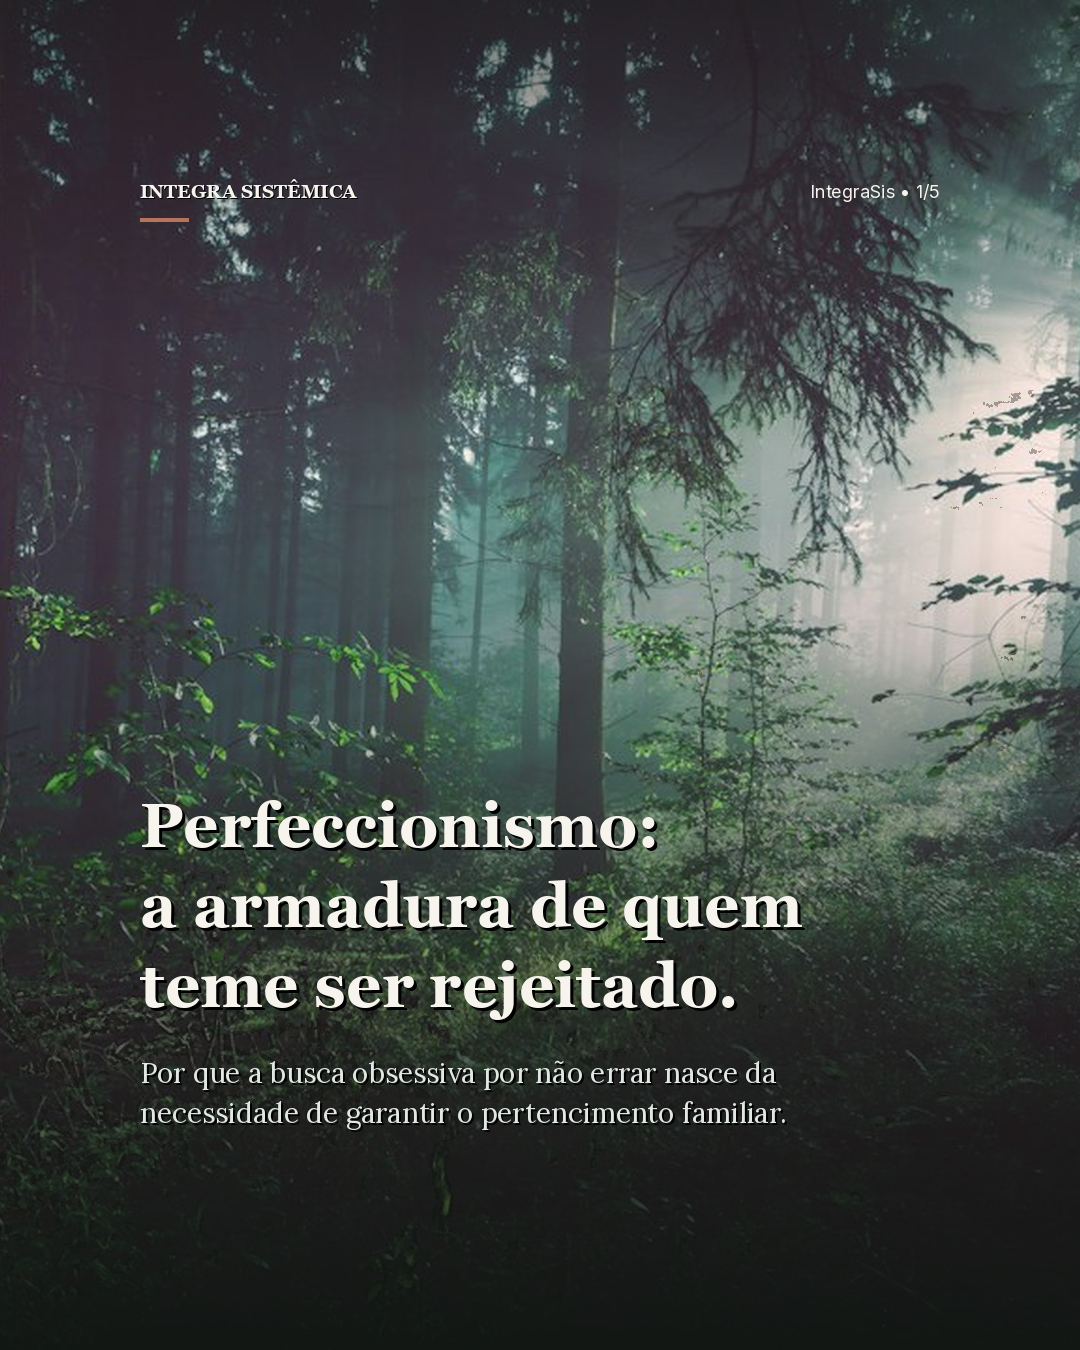 INTEGRA SISTÊMICA
IntegraSis • 1/5
Perfeccionismo:
a armadura de quem
teme ser rejeitado.
Por que a busca obsessiva por não errar nasce da
necessidade de garantir o pertencimento familiar.